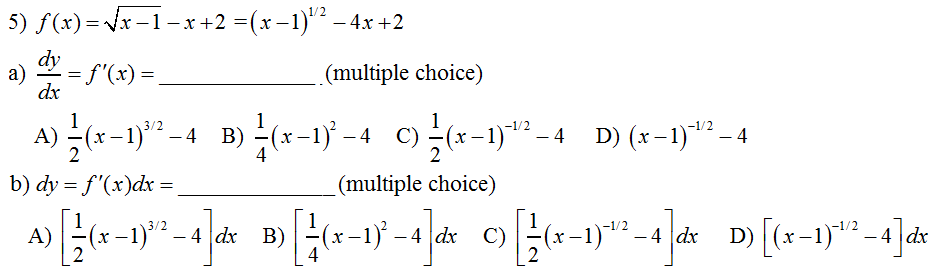 5) f(x) = √x−1 − x + 2 = (x − 1)^1/2 − 4x + 2
a) dy/dx = f'(x) = ______________ . (multiple choice)
A) 1/2 (x − 1)^3/2 − 4 B) 1/4 (x − 1)^2 − 4 C) 1/2 (x − 1)^−1/2 − 4 D) (x − 1)^−1/2 − 4
b) dy = f'(x)dx = ______________ (multiple choice)
A) [1/2 (x − 1)^3/2 − 4] dx B) [1/4 (x − 1)^2 − 4] dx C) [1/2 (x − 1)^−1/2 − 4] dx D) [(x − 1)^−1/2 − 4] dx